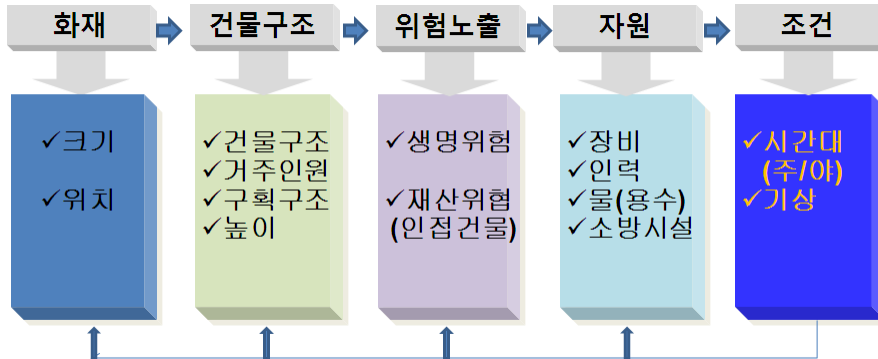 화재
건물구조
위험노출
자원
조건
✓크기
✓위치
✓건물구조
✓거주인원
✓구획구조
✓높이
✓생명위험
✓재산위협
(인접건물)
✓장비
✓인력
✓물(용수)
✓소방시설
✓시간대
(주/야)
✓기상